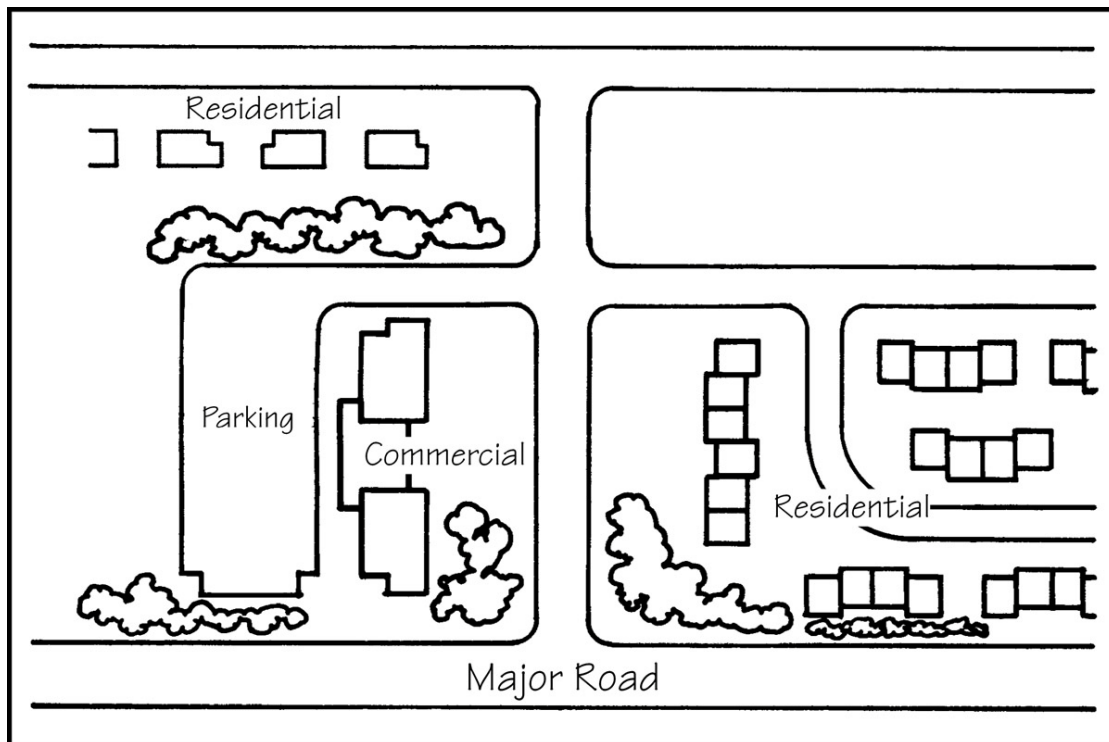 Residential
Parking
Commercial
Residential
Major Road